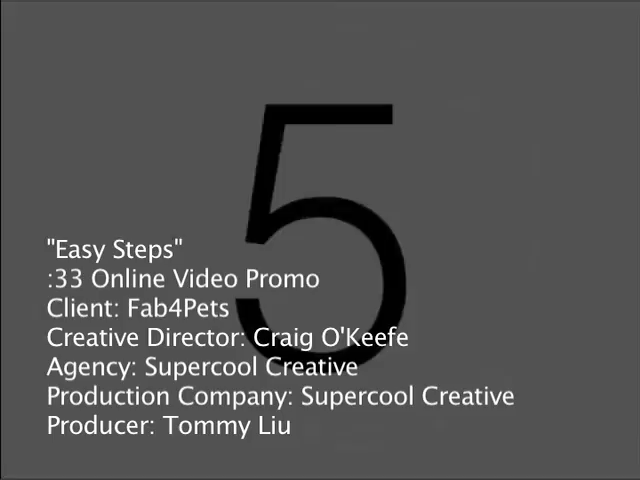 5
"Easy Steps"
:33 Online Video Promo
Client: Fab4Pets
Creative Director: Craig O'Keefe
Agency: Supercool Creative
Production Company: Supercool Creative
Producer: Tommy Liu